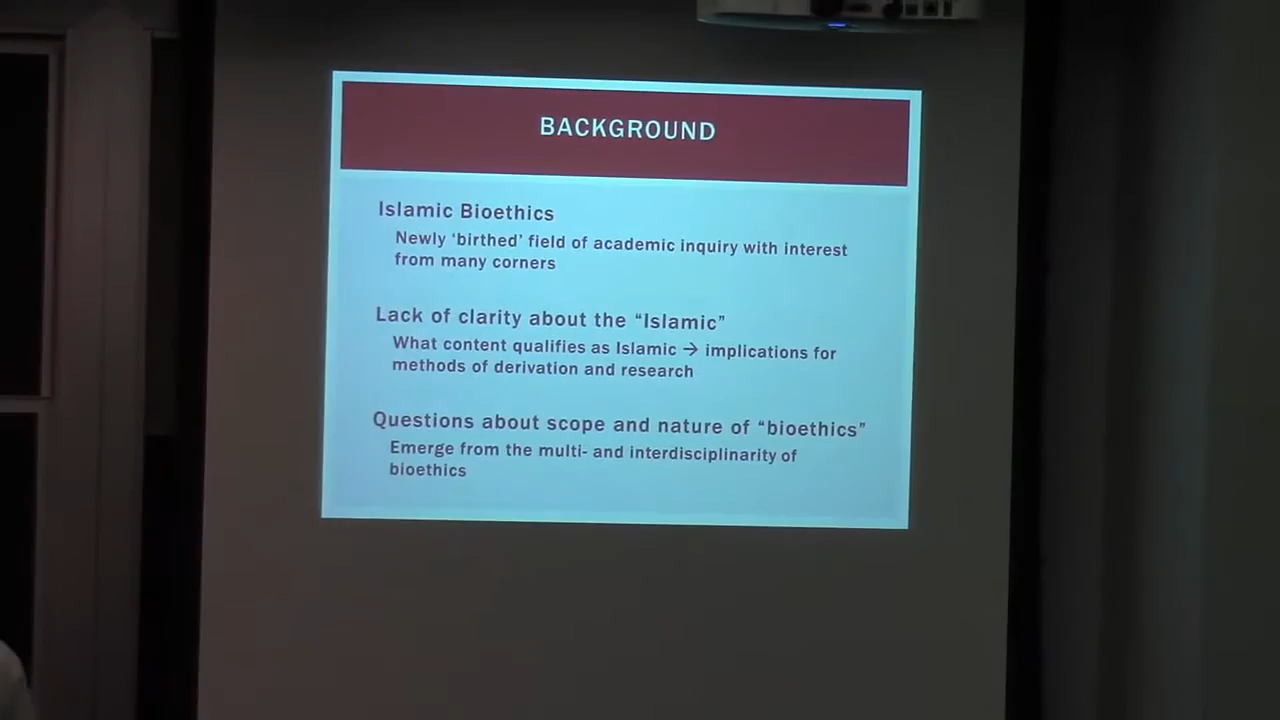 BACKGROUND
Islamic Bioethics
Newly ‘birthed’ field of academic inquiry with interest
from many corners
Lack of clarity about the “Islamic”
What content qualifies as Islamic → implications for
methods of derivation and research
Questions about scope and nature of “bioethics”
Emerge from the multi- and interdisciplinarity of
bioethics